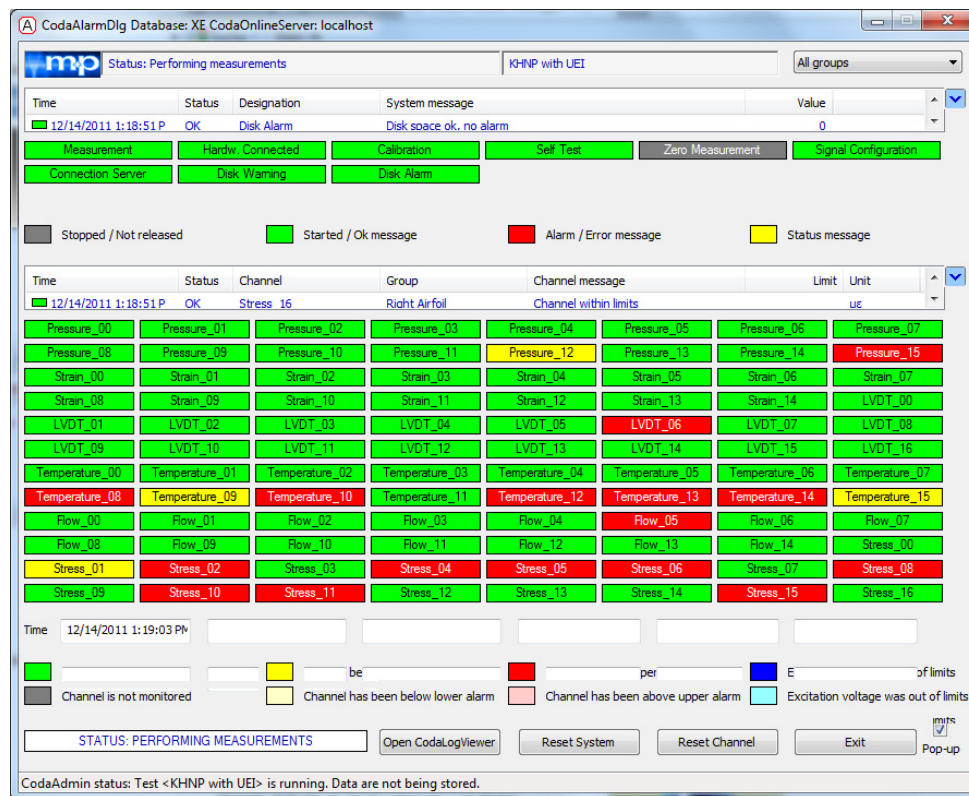 CodaAlarmDlg Database: XE CodaOnlineServer: localhost
mp Status: Performing measurements KHNP with UEI All groups
Time Status Designation System message Value
12/14/2011 1:18:51 P OK Disk Alarm Disk space ok, no alarm 0
Measurement Hardw. Connected Calibration Self Test Zero Measurement Signal Configuration
Connection Server Disk Warning Disk Alarm
Stopped / Not released Started / Ok message Alarm / Error message Status message
Time Status Channel Group Channel message Limit Unit
12/14/2011 1:18:51 P OK Stress_16 Right Airfoil Channel within limits με
Pressure_00 Pressure_01 Pressure_02 Pressure_03 Pressure_04 Pressure_05 Pressure_06 Pressure_07
Pressure_08 Pressure_09 Pressure_10 Pressure_11 Pressure_12 Pressure_13 Pressure_14 Pressure_15
Strain_00 Strain_01 Strain_02 Strain_03 Strain_04 Strain_05 Strain_06 Strain_07
Strain_08 Strain_09 Strain_10 Strain_11 Strain_12 Strain_13 Strain_14 LVDT_00
LVDT_01 LVDT_02 LVDT_03 LVDT_04 LVDT_05 LVDT_06 LVDT_07 LVDT_08
LVDT_09 LVDT_10 LVDT_11 LVDT_12 LVDT_13 LVDT_14 LVDT_15 LVDT_16
Temperature_00 Temperature_01 Temperature_02 Temperature_03 Temperature_04 Temperature_05 Temperature_06 Temperature_07
Temperature_08 Temperature_09 Temperature_10 Temperature_11 Temperature_12 Temperature_13 Temperature_14 Temperature_15
Flow_00 Flow_01 Flow_02 Flow_03 Flow_04 Flow_05 Flow_06 Flow_07
Flow_08 Flow_09 Flow_10 Flow_11 Flow_12 Flow_13 Flow_14 Stress_00
Stress_01 Stress_02 Stress_03 Stress_04 Stress_05 Stress_06 Stress_07 Stress_08
Stress_09 Stress_10 Stress_11 Stress_12 Stress_13 Stress_14 Stress_15 Stress_16
Time 12/14/2011 1:19:03 PM
be per E of limits
Channel is not monitored Channel has been below lower alarm Channel has been above upper alarm Excitation voltage was out of limits
STATUS: PERFORMING MEASUREMENTS Open CodaLogViewer Reset System Reset Channel Exit Pop-up
CodaAdmin status: Test <KHNP with UEI> is running. Data are not being stored.